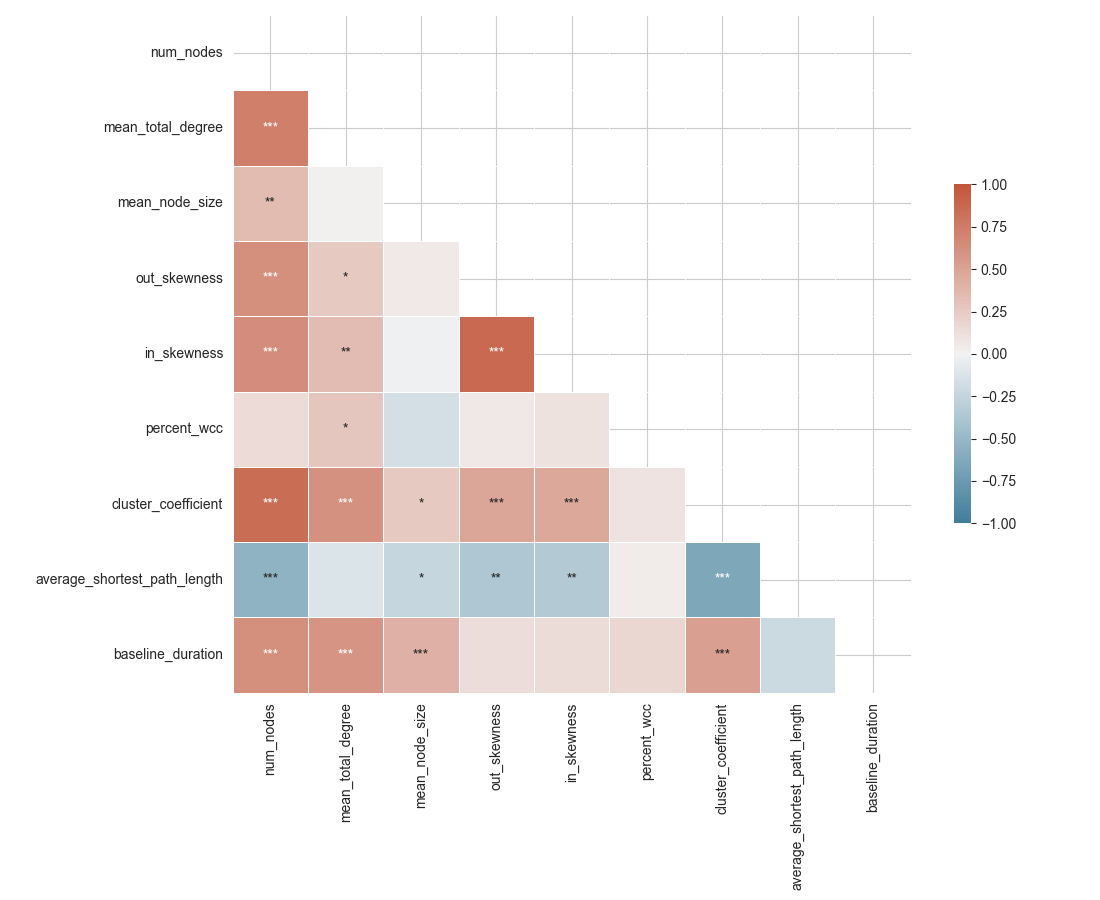 num_nodes
mean_total_degree
***
mean_node_size
**
out_skewness
***
*
in_skewness
***
**
***
percent_wcc
*
cluster_coefficient
***
***
*
***
***
average_shortest_path_length
***
*
**
**
***
baseline_duration
***
***
***
***
num_nodes
mean_total_degree
mean_node_size
out_skewness
in_skewness
percent_wcc
cluster_coefficient
average_shortest_path_length
baseline_duration
1.00
0.75
0.50
0.25
0.00
−0.25
−0.50
−0.75
−1.00